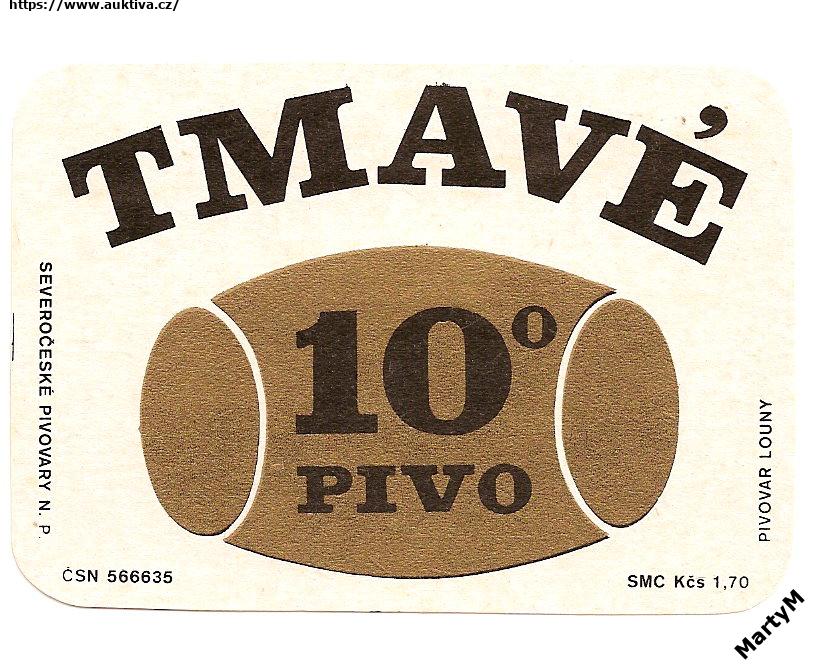 https://www.auktiva.cz/
TMAVÉ
10°
PIVO
SEVEROČESKÉ PIVOVARY N. P.
PIVOVAR LOUNY
ČSN 566635
SMC Kčs 1,70
MartyM